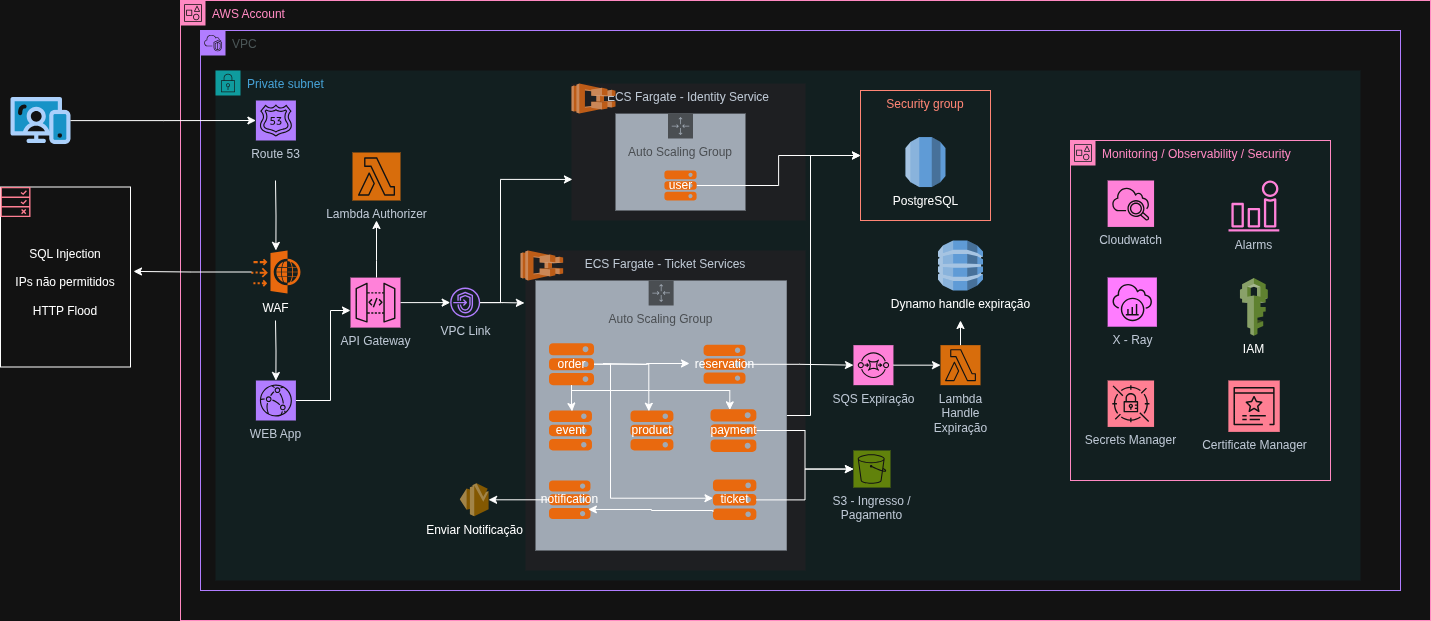 AWS Account
VPC
Private subnet
53
Route 53
Lambda Authorizer
SQL Injection
IPs não permitidos
HTTP Flood
WAF
API Gateway
VPC Link
WEB App
ECS Fargate - Identity Service
Auto Scaling Group
user
Security group
PostgreSQL
ECS Fargate - Ticket Services
Auto Scaling Group
order
reservation
event
product
payment
notification
ticket
Enviar Notificação
Dynamo handle expiração
SQS Expiração
Lambda
Handle
Expiração
S3 - Ingresso /
Pagamento
Monitoring / Observability / Security
Cloudwatch
Alarms
X - Ray
IAM
Secrets Manager
Certificate Manager